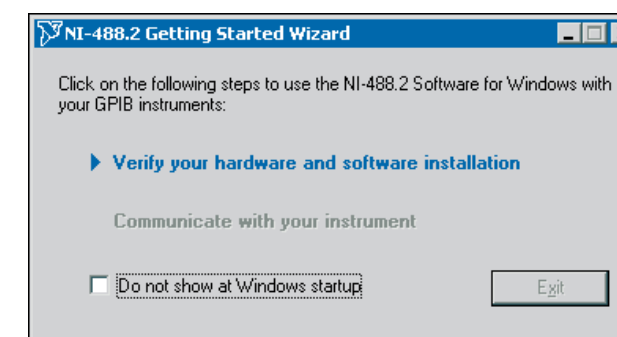 NI-488.2 Getting Started Wizard
Click on the following steps to use the NI-488.2 Software for Windows with
your GPIB instruments:
Verify your hardware and software installation
Communicate with your instrument
Do not show at Windows startup
Exit